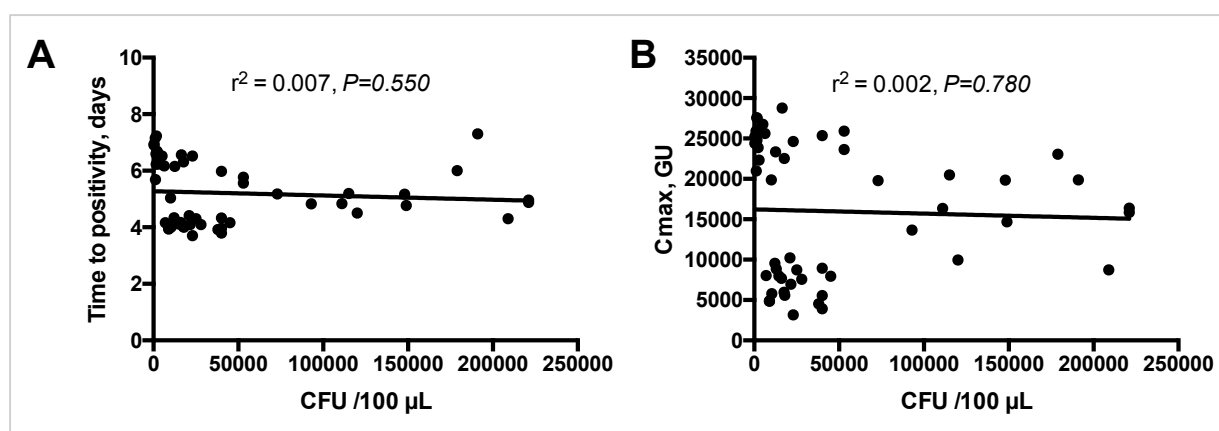 A
r² = 0.007, P=0.550
Time to positivity, days
10
8
6
4
2
0
0 50000 100000 150000 200000 250000
CFU /100 µL
B
r² = 0.002, P=0.780
Cmax, GU
35000
30000
25000
20000
15000
10000
5000
0
0 50000 100000 150000 200000 250000
CFU /100 µL